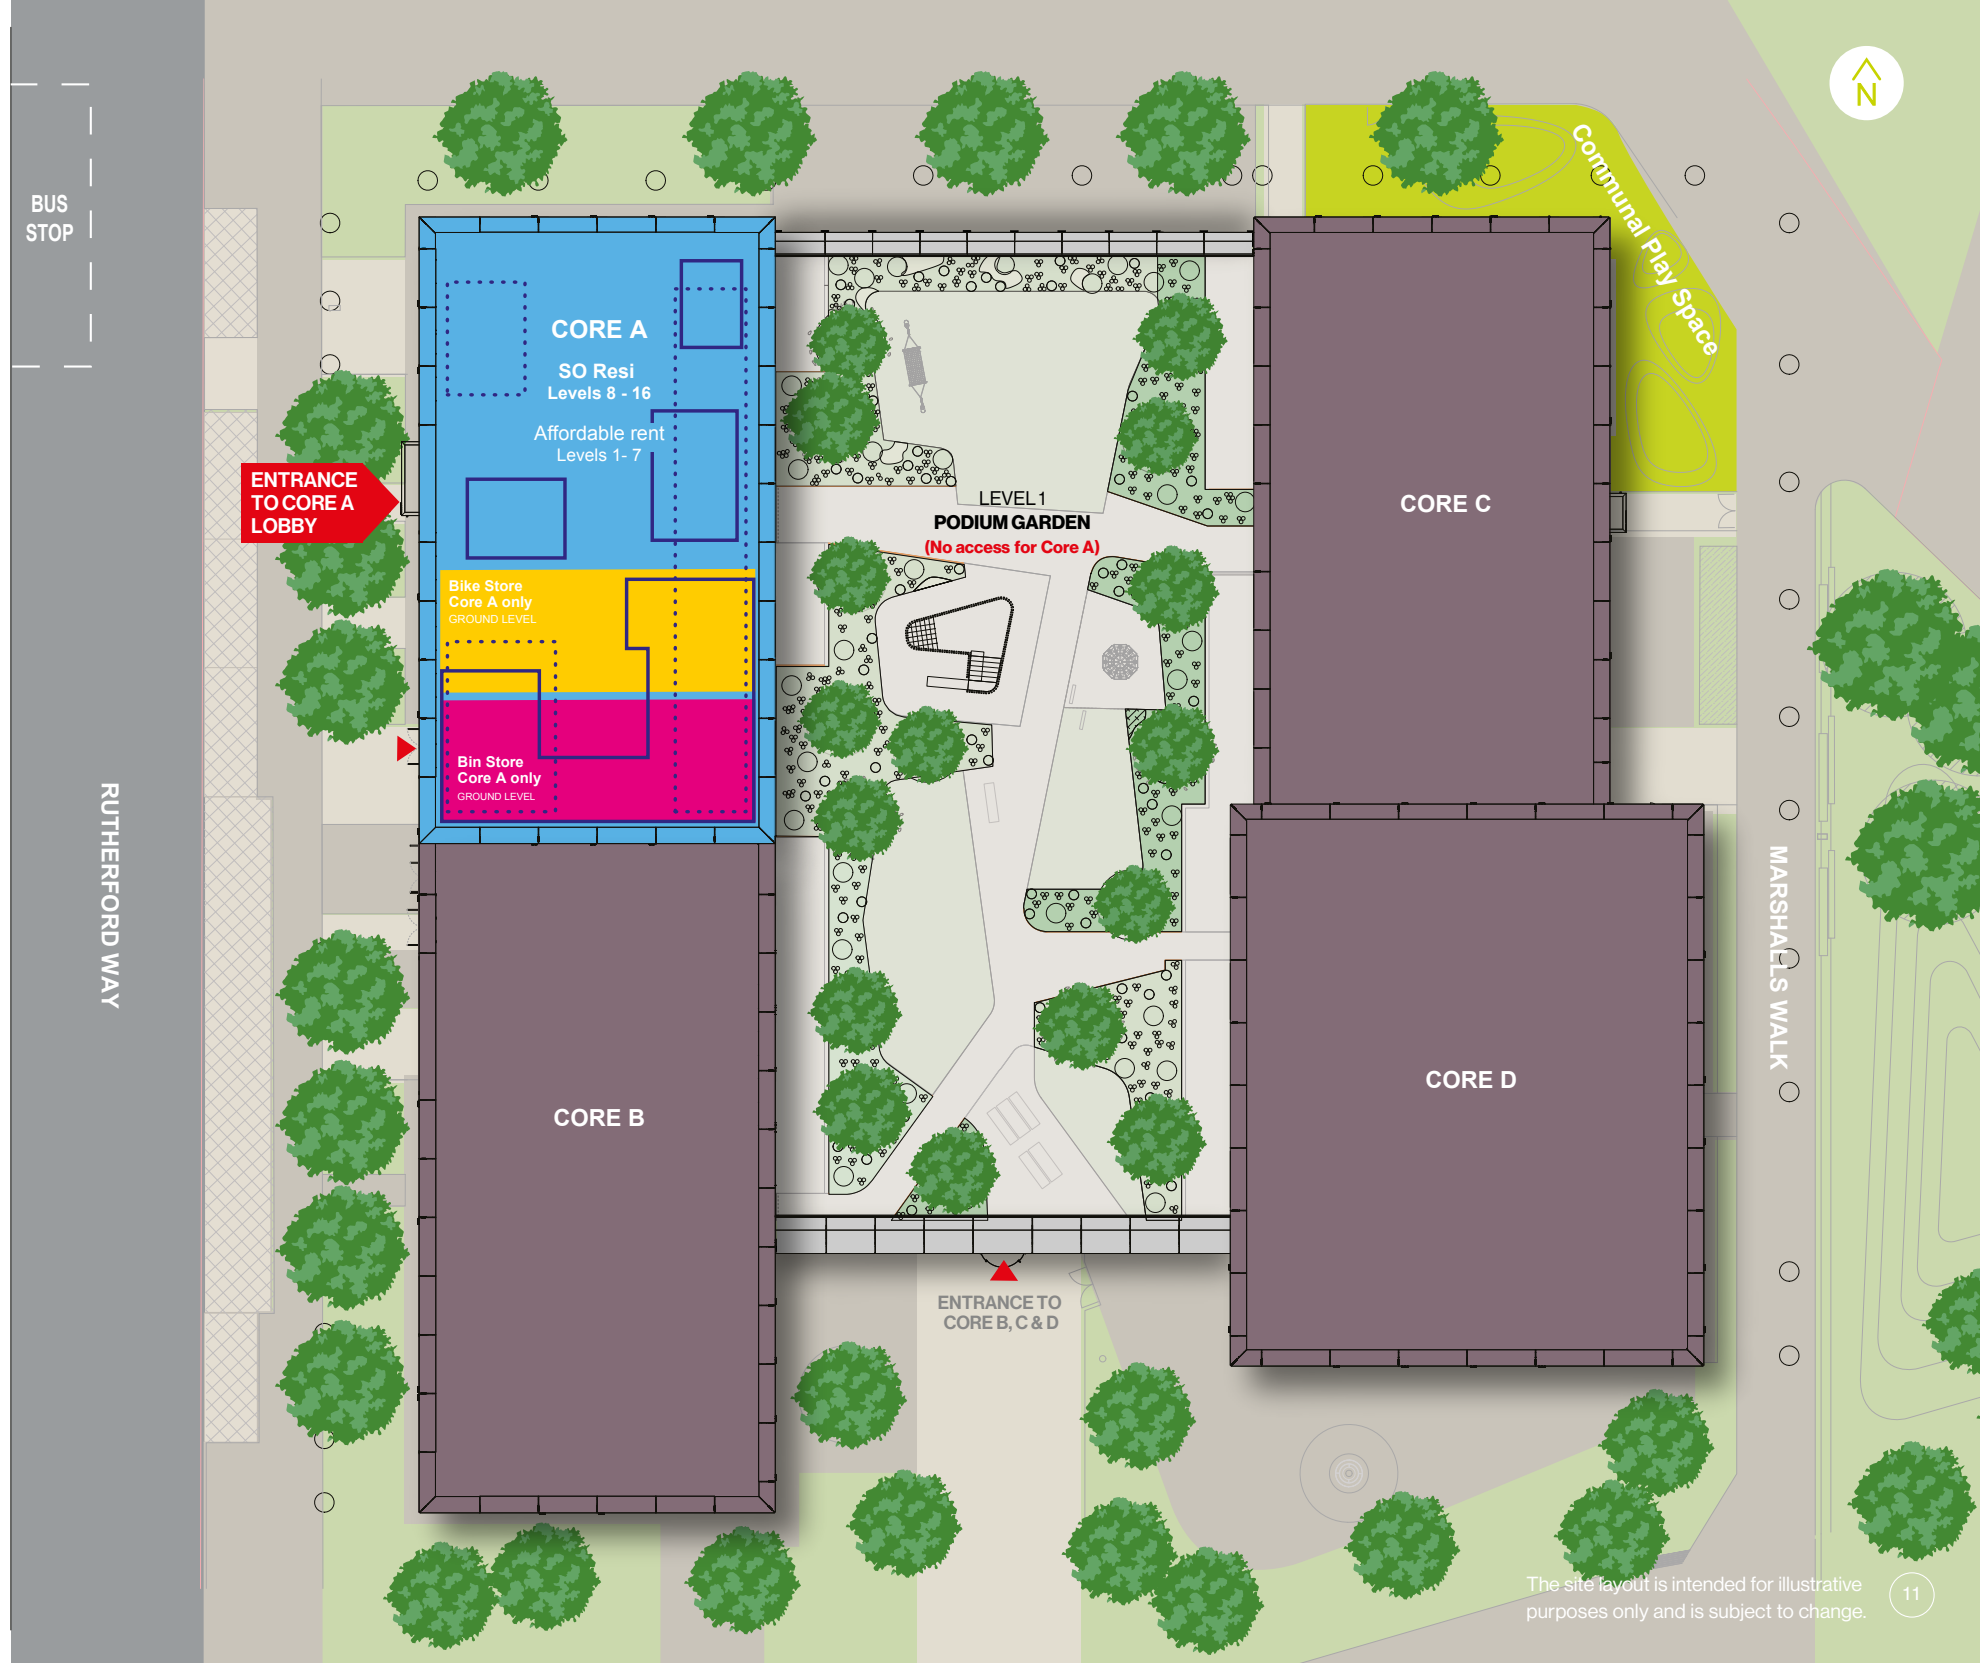 N
BUS
STOP
Communal Play Space
CORE A
SO Resi
Levels 8 - 16
Affordable rent
Levels 1- 7
ENTRANCE
TO CORE A
LOBBY
LEVEL 1
PODIUM GARDEN
(No access for Core A)
CORE C
Bike Store
Core A only
GROUND LEVEL
Bin Store
Core A only
GROUND LEVEL
RUTHERFORD WAY
MARSHALLS WALK
CORE B
CORE D
ENTRANCE TO
CORE B, C & D
The site layout is intended for illustrative
purposes only and is subject to change.
11